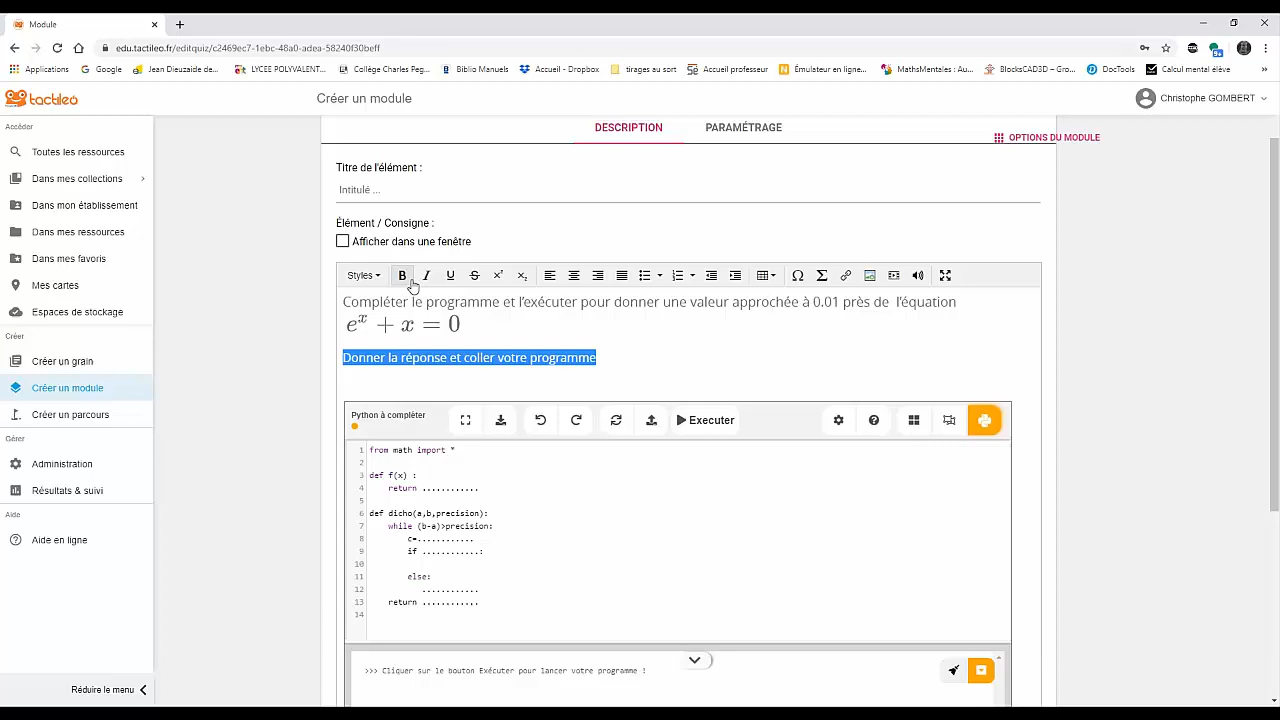 Module
edu.tactileo.fr/editquiz/c2469ec7-1ebc-48a0-adea-58240f30beff
Applications
Google
Jean Dieuzaide de...
LYCEE POLYVALENT...
Collège Charles Peg...
Biblio Manuels
Accueil - Dropbox
tirages au sort
Accueil professeur
Émulateur en ligne...
MathsMentales : Au...
BlocksCAD3D – Gro...
DocTools
Calcul mental élève
»
tactileo
Créer un module
Christophe GOMBERT
Accéder
Toutes les ressources
Dans mes collections
Dans mon établissement
Dans mes ressources
Dans mes favoris
Mes cartes
Espaces de stockage
Créer
Créer un grain
Créer un module
Créer un parcours
Gérer
Administration
Résultats & suivi
Aide
Aide en ligne
Réduire le menu
DESCRIPTION
PARAMÉTRAGE
OPTIONS DU MODULE
Titre de l'élément :
Intitulé ...
Élément / Consigne :
Afficher dans une fenêtre
Styles
Compléter le programme et l'exécuter pour donner une valeur approchée à 0.01 près de l'équation
e^x + x = 0
Donner la réponse et coller votre programme
Python à compléter
Executer
1 from math import *
2
3 def f(x) :
4 return ............
5
6 def dicho(a,b,precision):
7 while (b-a)>precision:
8 c=............
9 if ............:
10
11 else:
12 ............
13 return ............
14
>>> Cliquer sur le bouton Exécuter pour lancer votre programme !